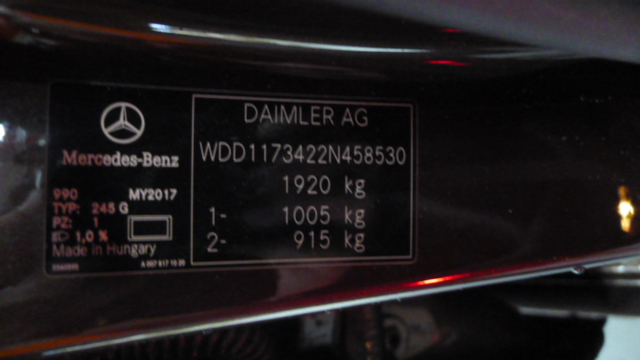 DAIMLER AG
WDD1173422N458530
1920 kg
1- 1005 kg
2- 915 kg
Mercedes-Benz
990 MY2017
TYP: 245 G
PZ: 1
1,0 %
Made in Hungary